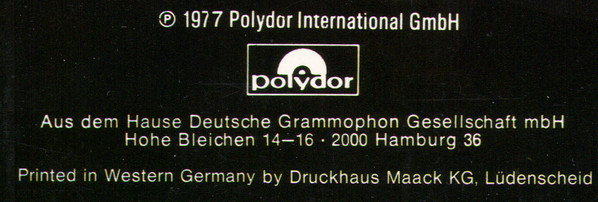 ℗ 1977 Polydor International GmbH
polydor
Aus dem Hause Deutsche Grammophon Gesellschaft mbH
Hohe Bleichen 14–16 · 2000 Hamburg 36
Printed in Western Germany by Druckhaus Maack KG, Lüdenscheid